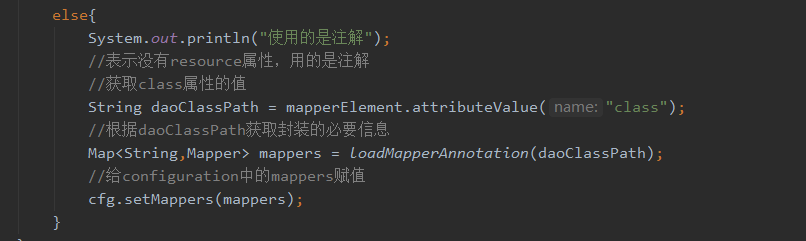 else{
System.out.println("使用的是注解");
//表示没有resource属性，用的是注解
//获取class属性的值
String daoClassPath = mapperElement.attributeValue( name: "class");
//根据daoClassPath获取封装的必要信息
Map<String,Mapper> mappers = loadMapperAnnotation(daoClassPath);
//给configuration中的mappers赋值
cfg.setMappers(mappers);
}